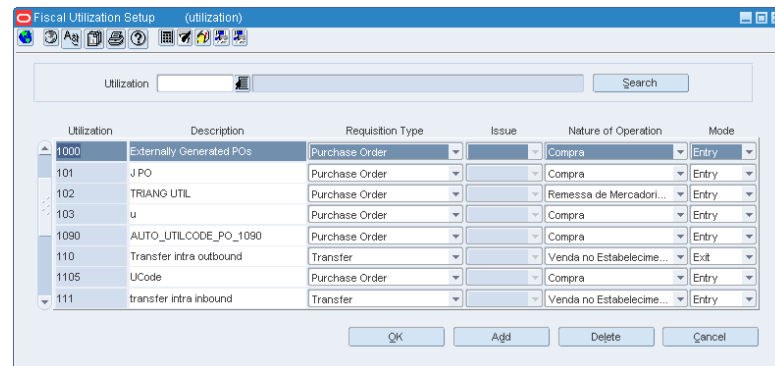 Fiscal Utilization Setup (utilization)
Utilization Search
Utilization Description Requisition Type Issue Nature of Operation Mode
1000 Externally Generated POs Purchase Order Compra Entry
101 J PO Purchase Order Compra Entry
102 TRIANG UTIL Purchase Order Remessa de Mercadori... Entry
103 u Purchase Order Compra Entry
1090 AUTO_UTILCODE_PO_1090 Purchase Order Compra Entry
110 Transfer intra outbound Transfer Venda no Estabelecime... Exit
1105 UCode Purchase Order Compra Entry
111 transfer intra inbound Transfer Venda no Estabelecime... Entry
OK Add Delete Cancel